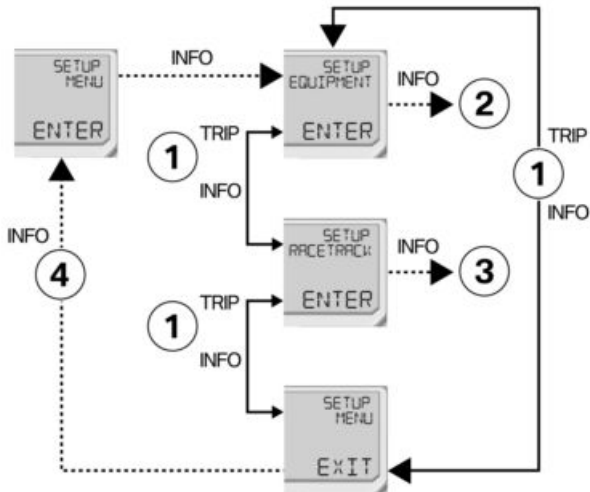 SETUP
MENU
ENTER
INFO
SETUP
EQUIPMENT
ENTER
INFO
2
TRIP
1
INFO
TRIP
1
INFO
SETUP
RACETRACK
ENTER
INFO
3
INFO
4
TRIP
1
INFO
SETUP
MENU
EXIT